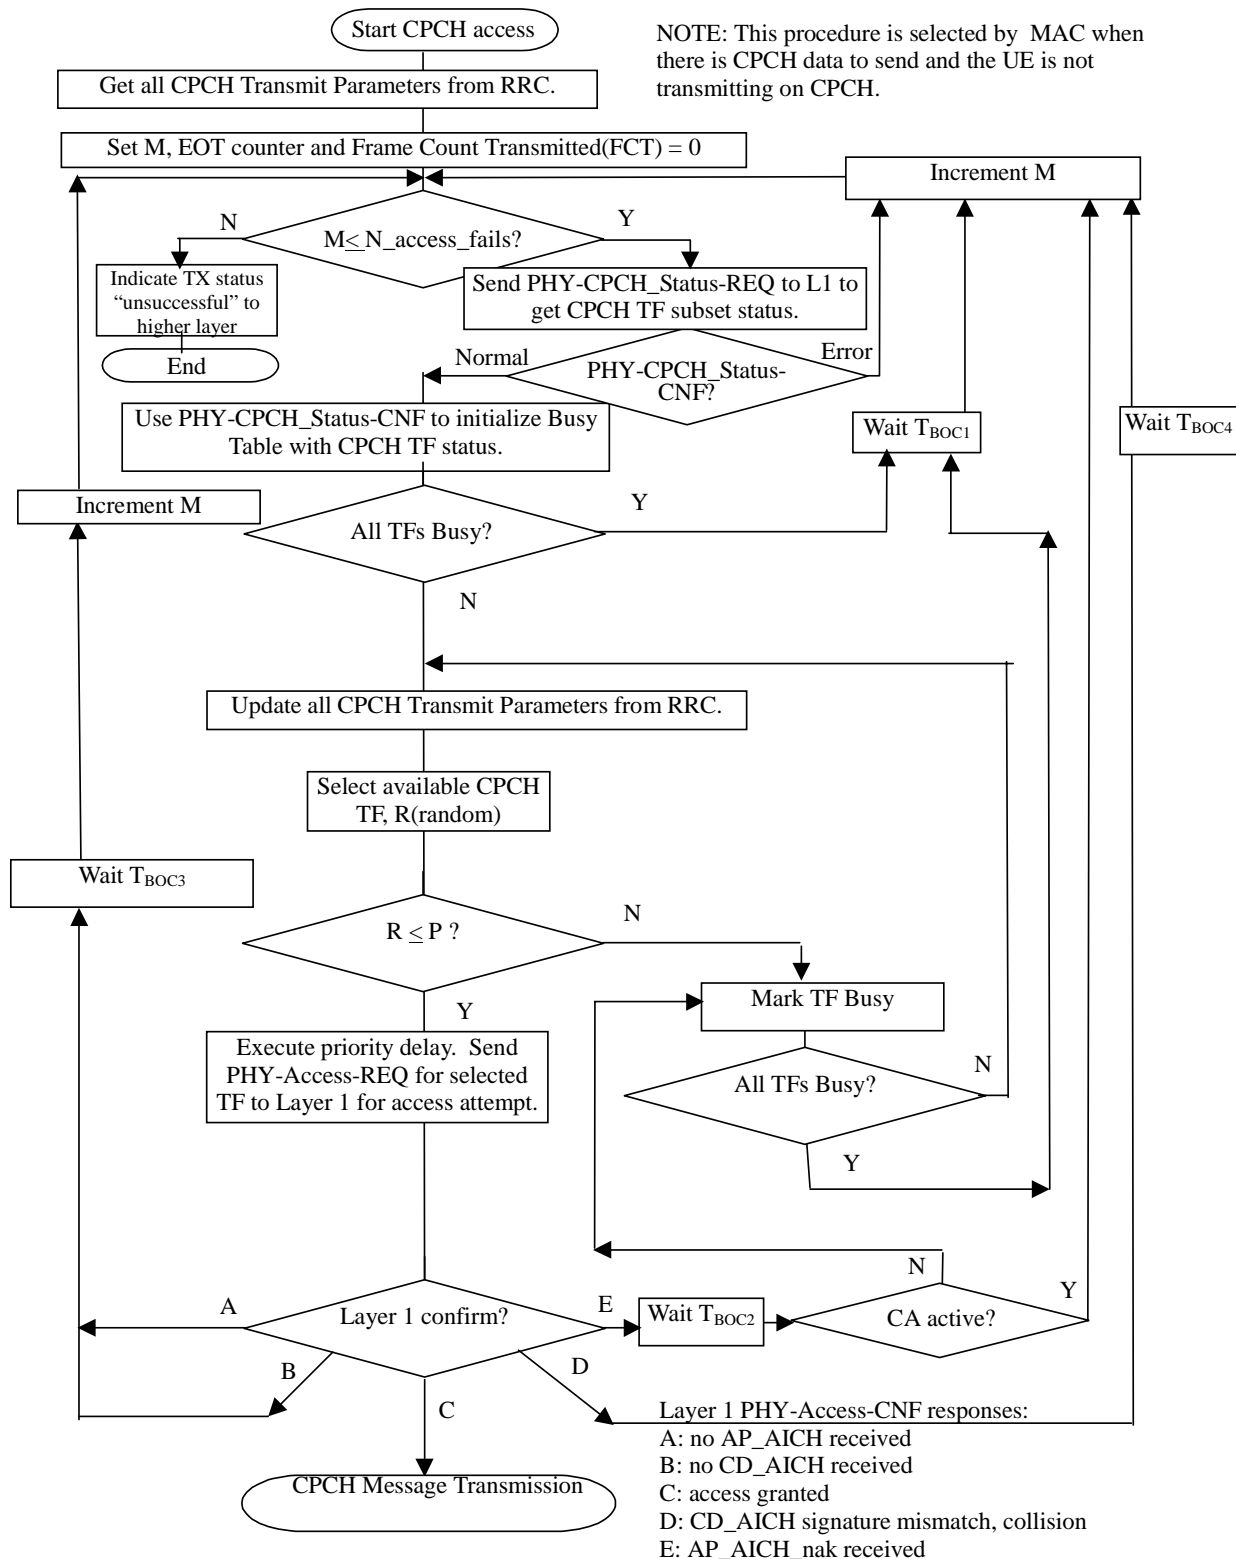 Start CPCH access
NOTE: This procedure is selected by MAC when
there is CPCH data to send and the UE is not
transmitting on CPCH.
Get all CPCH Transmit Parameters from RRC.
Set M, EOT counter and Frame Count Transmitted(FCT) = 0
Increment M
N
Y
M≤ N_access_fails?
Indicate TX status
“unsuccessful” to
higher layer
End
Send PHY-CPCH_Status-REQ to L1 to
get CPCH TF subset status.
Normal
Error
PHY-CPCH_Status-
CNF?
Use PHY-CPCH_Status-CNF to initialize Busy
Table with CPCH TF status.
Wait TBOC1
Wait TBOC4
Increment M
Y
All TFs Busy?
N
Update all CPCH Transmit Parameters from RRC.
Select available CPCH
TF, R(random)
Wait TBOC3
N
R ≤ P ?
Mark TF Busy
Y
Execute priority delay. Send
PHY-Access-REQ for selected
TF to Layer 1 for access attempt.
N
All TFs Busy?
Y
N
Y
A
Layer 1 confirm?
E
Wait TBOC2
CA active?
B
D
C
CPCH Message Transmission
Layer 1 PHY-Access-CNF responses:
A: no AP_AICH received
B: no CD_AICH received
C: access granted
D: CD_AICH signature mismatch, collision
E: AP_AICH_nak received